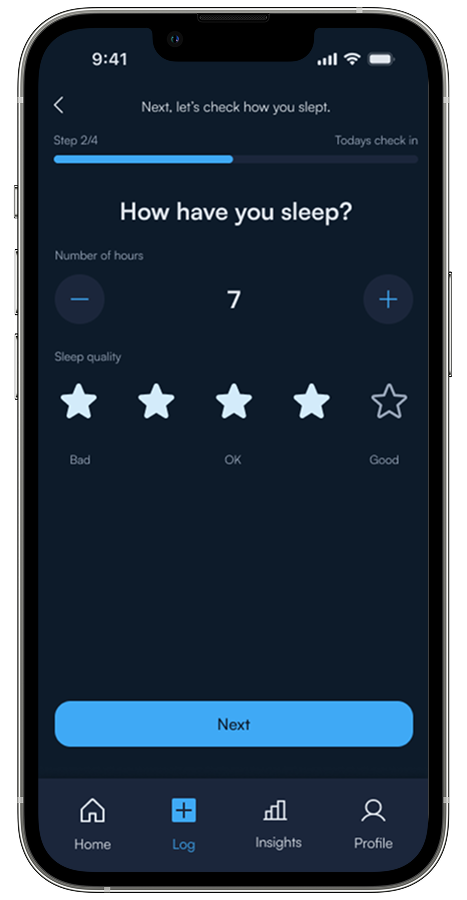 9:41
Next, let's check how you slept.
Step 2/4
Todays check in
How have you sleep?
Number of hours
7
Sleep quality
Bad
OK
Good
Next
Home
Log
Insights
Profile